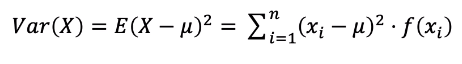 Var(X) = E(X − μ)² = ∑ⁿᵢ₌₁(xᵢ − μ)² · f(xᵢ)